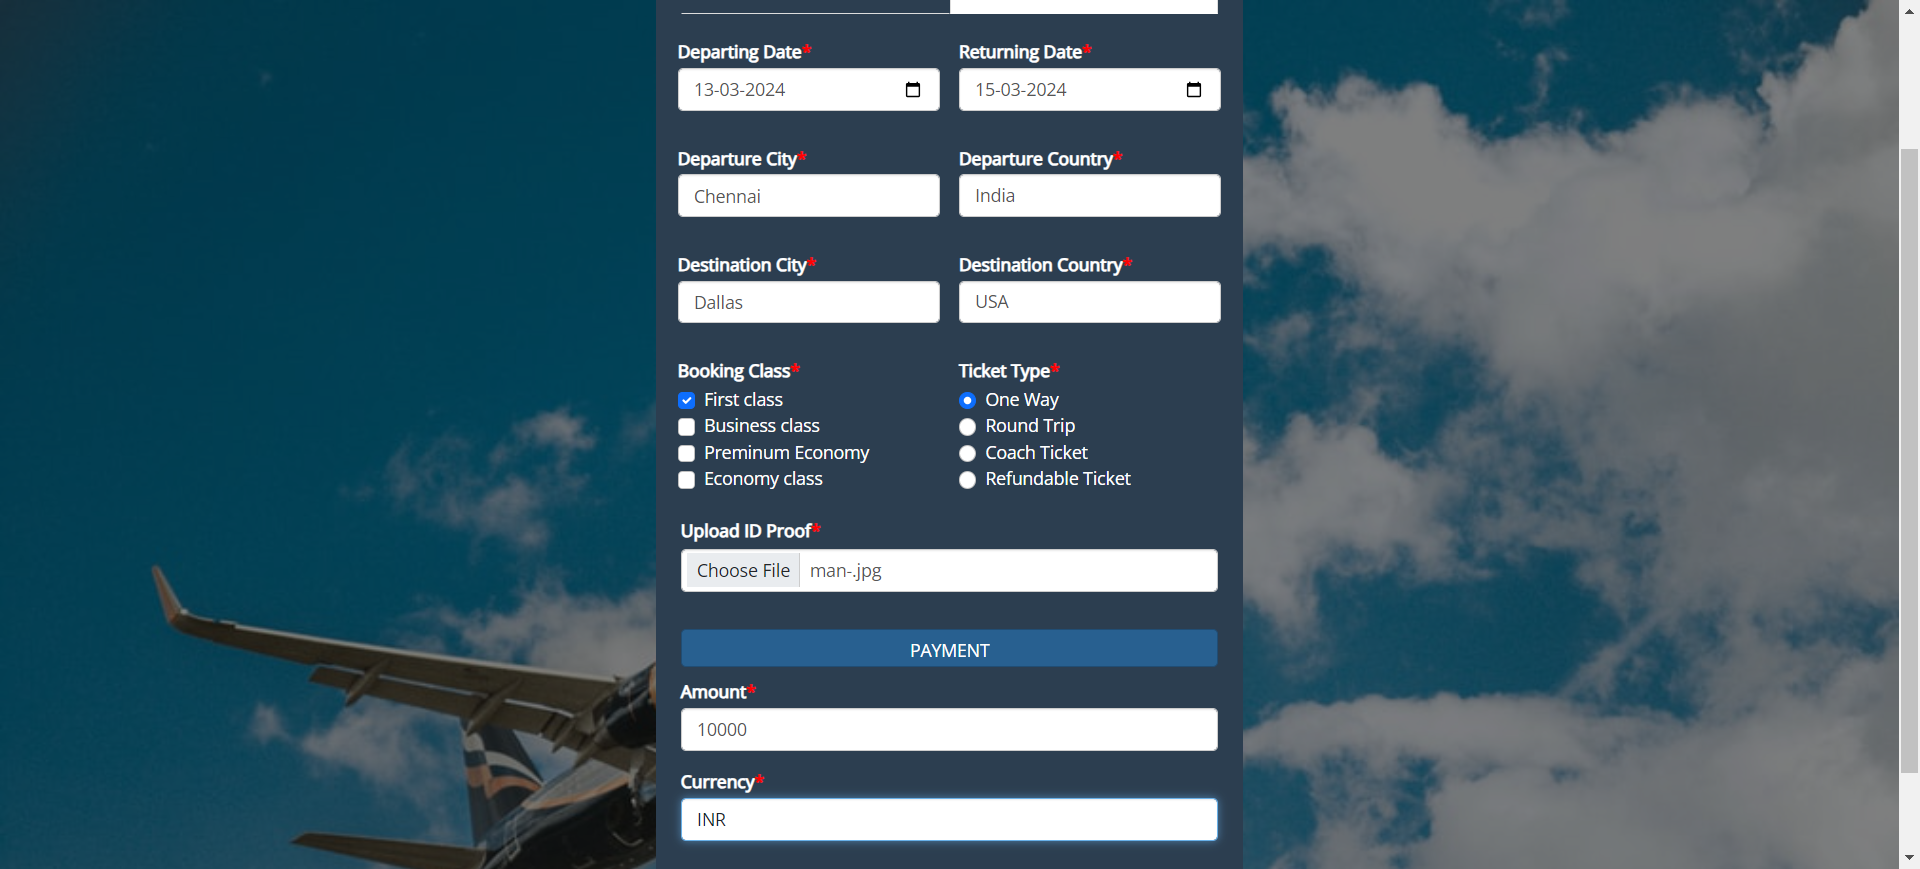 Departing Date* Returning Date*
13-03-2024 15-03-2024
Departure City* Departure Country*
Chennai India
Destination City* Destination Country*
Dallas USA
Booking Class* Ticket Type*
First class One Way
Business class Round Trip
Preminum Economy Coach Ticket
Economy class Refundable Ticket
Upload ID Proof*
Choose File man-.jpg
PAYMENT
Amount*
10000
Currency*
INR